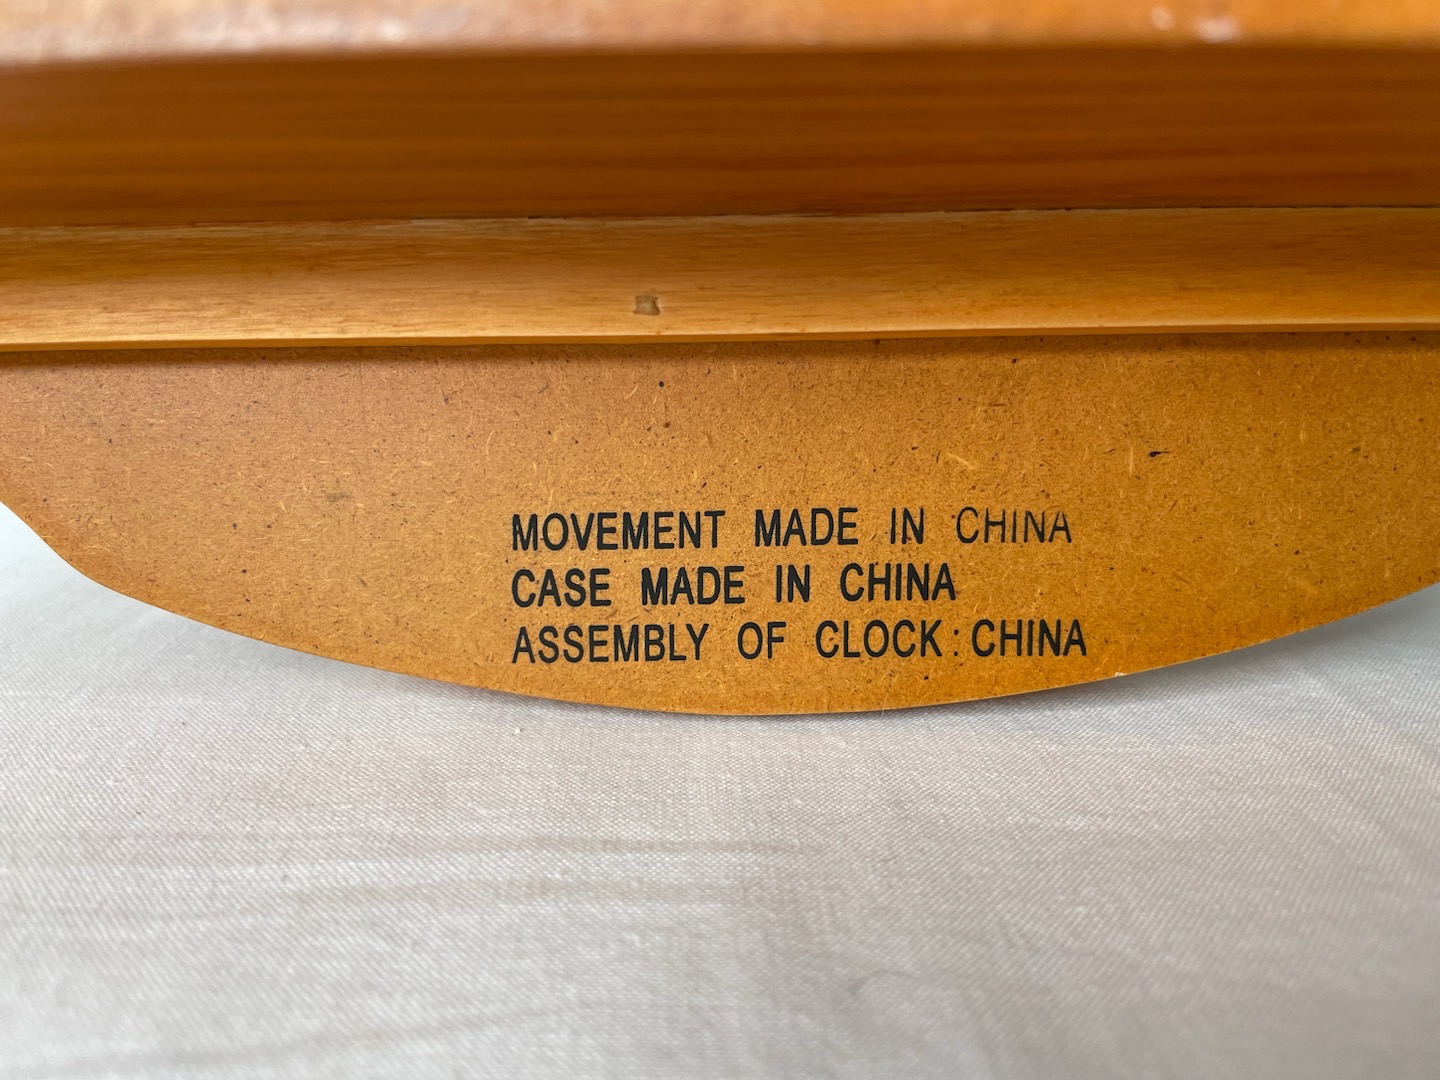 MOVEMENT MADE IN CHINA
CASE MADE IN CHINA
ASSEMBLY OF CLOCK : CHINA